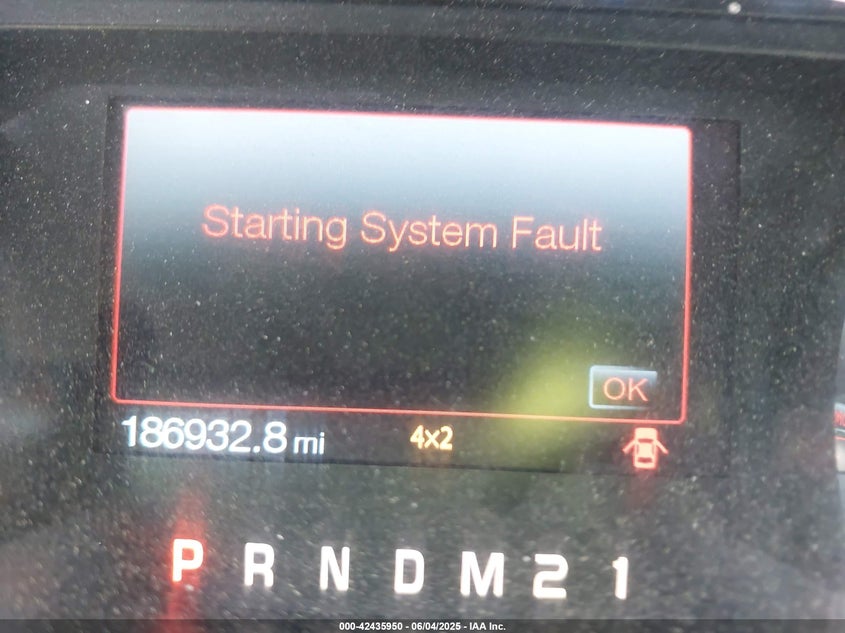 Starting System Fault
OK
186932.8 mi 4x2
P R N D M 2 1
000-42435950 - 06/04/2025 - IAA Inc.